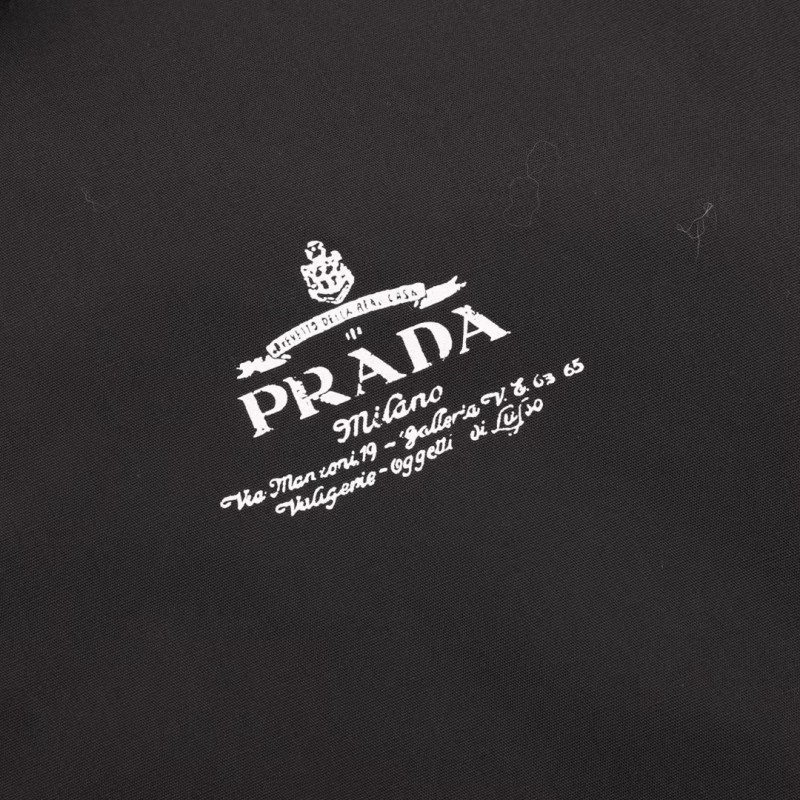 BREVETTO DELLA REAL CASA
PRADA
Milano
Via Manzoni, 19 - Galleria V. E. 63 65
Valigerie - Oggetti di Lusso